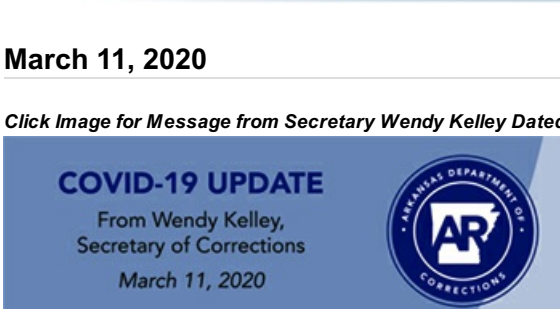 March 11, 2020
Click Image for Message from Secretary Wendy Kelley Dated
COVID-19 UPDATE
From Wendy Kelley,
Secretary of Corrections
March 11, 2020
ARKANSAS DEPARTMENT OF
AR
CORRECTIONS